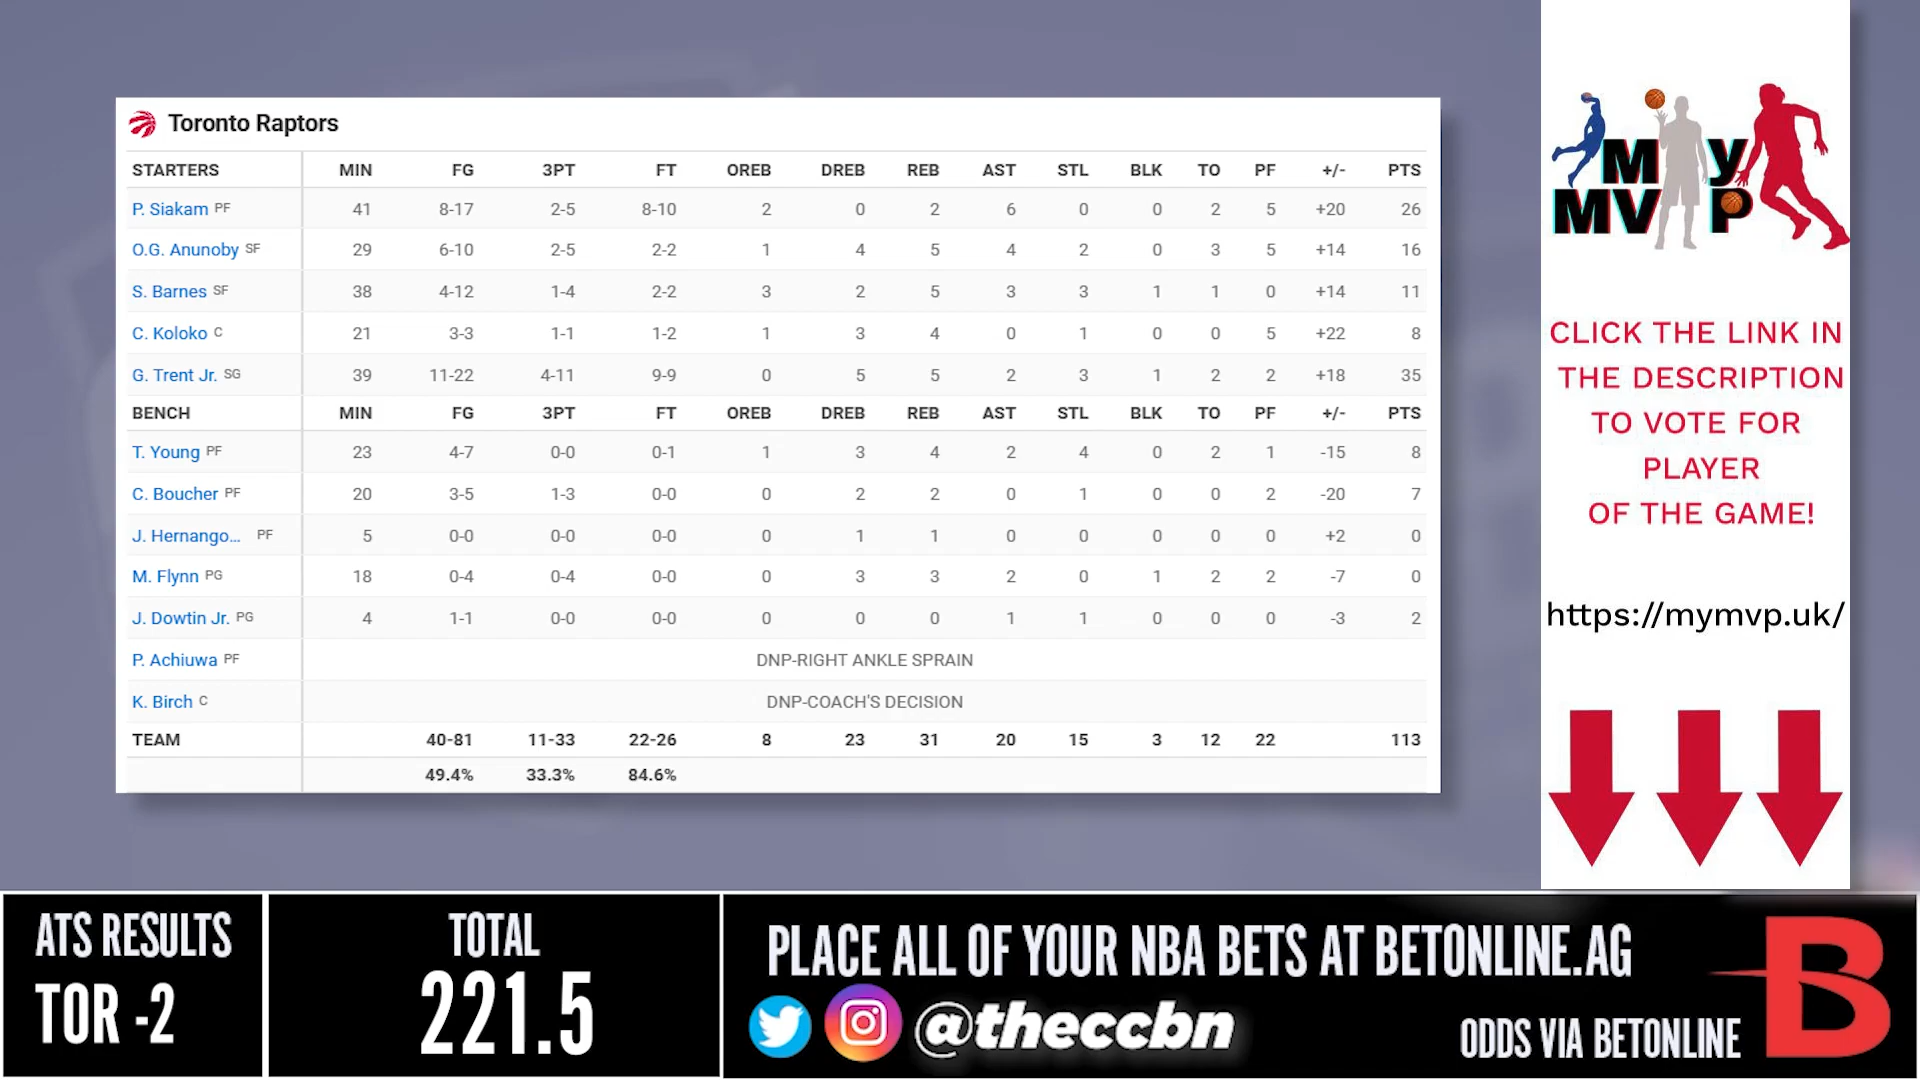 Toronto Raptors
STARTERS MIN FG 3PT FT OREB DREB REB AST STL BLK TO PF +/- PTS
P. Siakam PF 41 8-17 2-5 8-10 2 0 2 6 0 0 2 5 +20 26
O.G. Anunoby SF 29 6-10 2-5 2-2 1 4 5 4 2 0 3 5 +14 16
S. Barnes SF 38 4-12 1-4 2-2 3 2 5 3 3 1 1 0 +14 11
C. Koloko C 21 3-3 1-1 1-2 1 3 4 0 1 0 0 5 +22 8
G. Trent Jr. SG 39 11-22 4-11 9-9 0 5 5 2 3 1 2 2 +18 35
BENCH MIN FG 3PT FT OREB DREB REB AST STL BLK TO PF +/- PTS
T. Young PF 23 4-7 0-0 0-1 1 3 4 2 4 0 2 1 -15 8
C. Boucher PF 20 3-5 1-3 0-0 0 2 2 0 1 0 0 2 -20 7
J. Hernango... PF 5 0-0 0-0 0-0 0 1 1 0 0 0 0 0 +2 0
M. Flynn PG 18 0-4 0-4 0-0 0 3 3 2 0 1 2 2 -7 0
J. Dowtin Jr. PG 4 1-1 0-0 0-0 0 0 0 1 1 0 0 0 -3 2
P. Achiuwa PF DNP-RIGHT ANKLE SPRAIN
K. Birch C DNP-COACH'S DECISION
TEAM 40-81 11-33 22-26 8 23 31 20 15 3 12 22 113
49.4% 33.3% 84.6%
My
MVP
CLICK THE LINK IN
THE DESCRIPTION
TO VOTE FOR
PLAYER
OF THE GAME!
https://mymvp.uk/
ATS RESULTS
TOR -2
TOTAL
221.5
PLACE ALL OF YOUR NBA BETS AT BETONLINE.AG
@theccbn
ODDS VIA BETONLINE
B